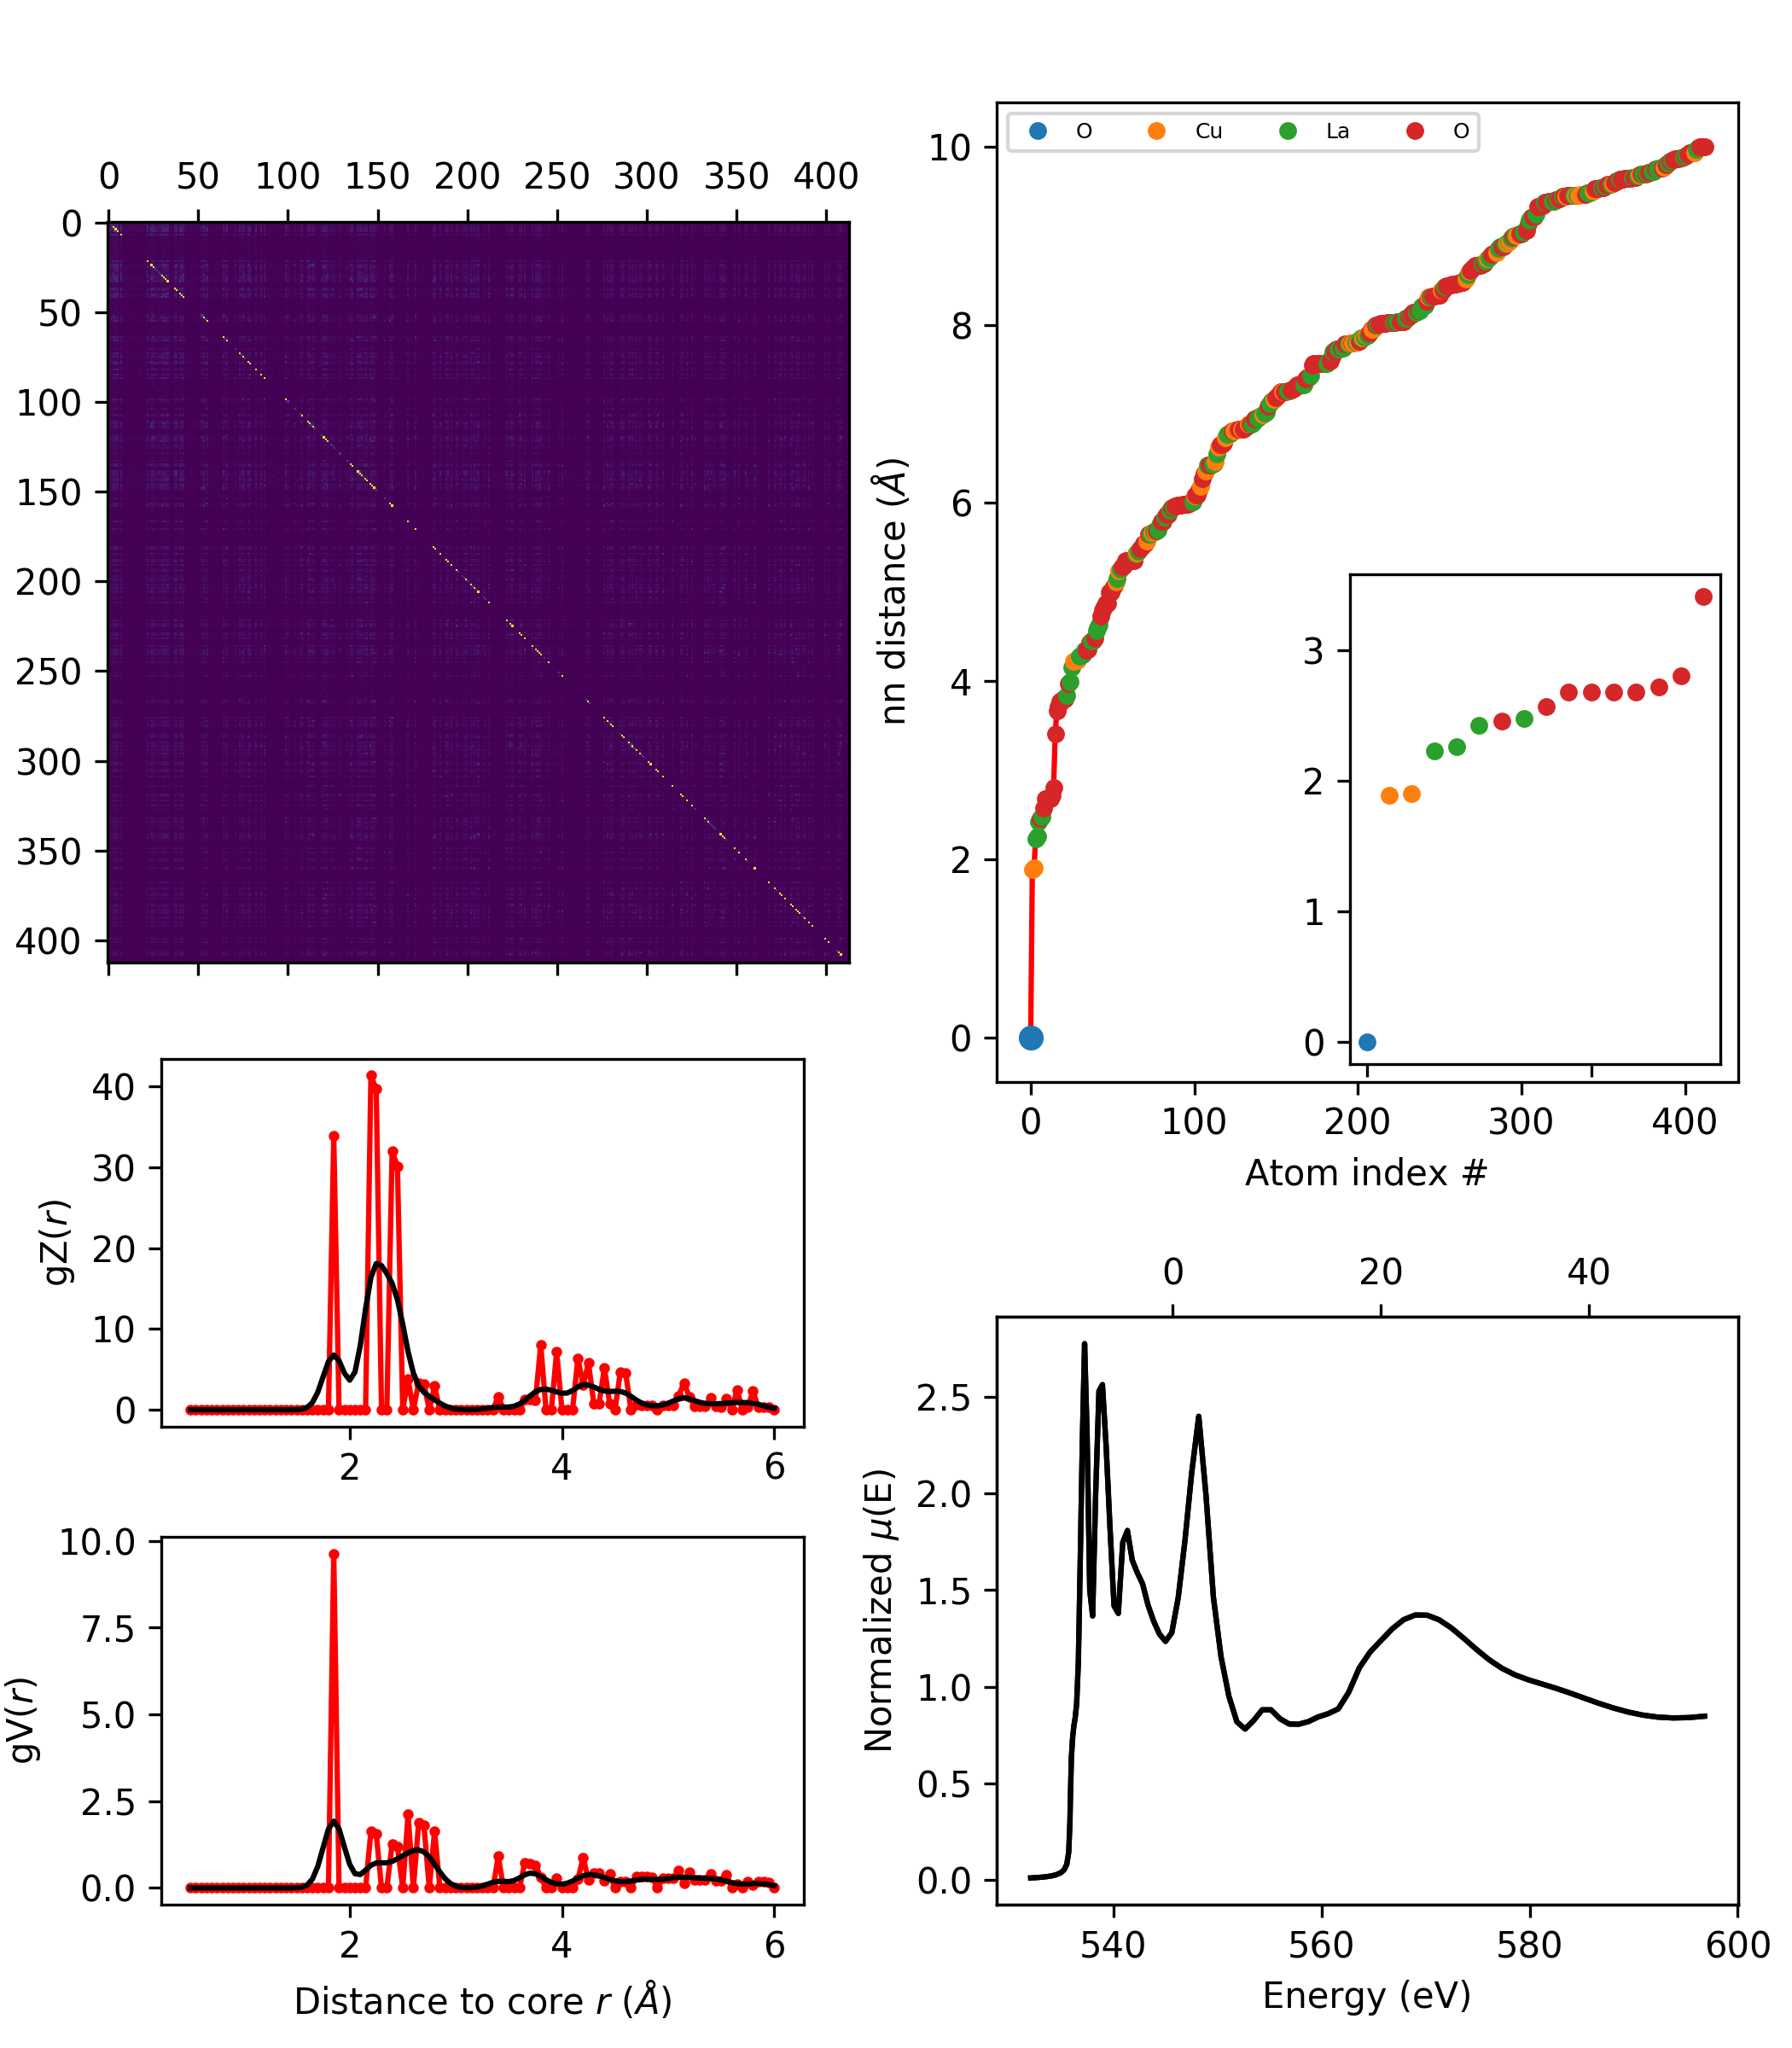 0 50 100 150 200 250 300 350 400
0
50
100
150
200
250
300
350
400
O Cu La O
10
8
6
4
2
0
nn distance (Å)
3
2
1
0
0 100 200 300 400
Atom index #
40
30
20
10
0
gZ(r)
2 4 6
10.0
7.5
5.0
2.5
0.0
gV(r)
2 4 6
Distance to core r (Å)
0 20 40
2.5
2.0
1.5
1.0
0.5
0.0
Normalized μ(E)
540 560 580 600
Energy (eV)